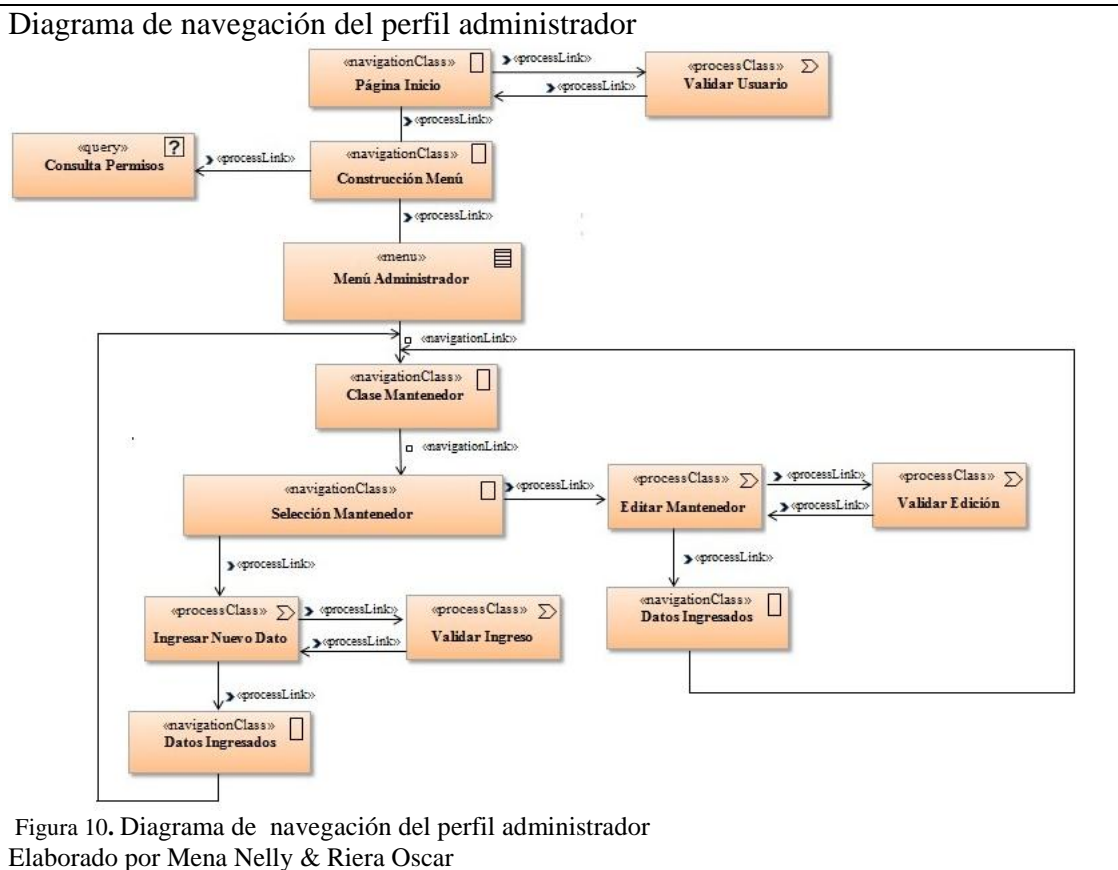 Diagrama de navegación del perfil administrador
«navigationClass»
Página Inicio
«processLink»
«processLink»
«processClass»
Validar Usuario
«processLink»
«query» ?
Consulta Permisos
«processLink»
«navigationClass»
Construcción Menú
«processLink»
«menu»
Menú Administrador
«navigationLink»
«navigationClass»
Clase Mantenedor
«navigationLink»
«navigationClass»
Selección Mantenedor
«processLink»
«processClass»
Editar Mantenedor
«processLink»
«processLink»
«processClass»
Validar Edición
«processLink»
«processLink»
«navigationClass»
Datos Ingresados
«processClass»
Ingresar Nuevo Dato
«processLink»
«processLink»
«processClass»
Validar Ingreso
«processLink»
«navigationClass»
Datos Ingresados
Figura 10. Diagrama de navegación del perfil administrador
Elaborado por Mena Nelly & Riera Oscar